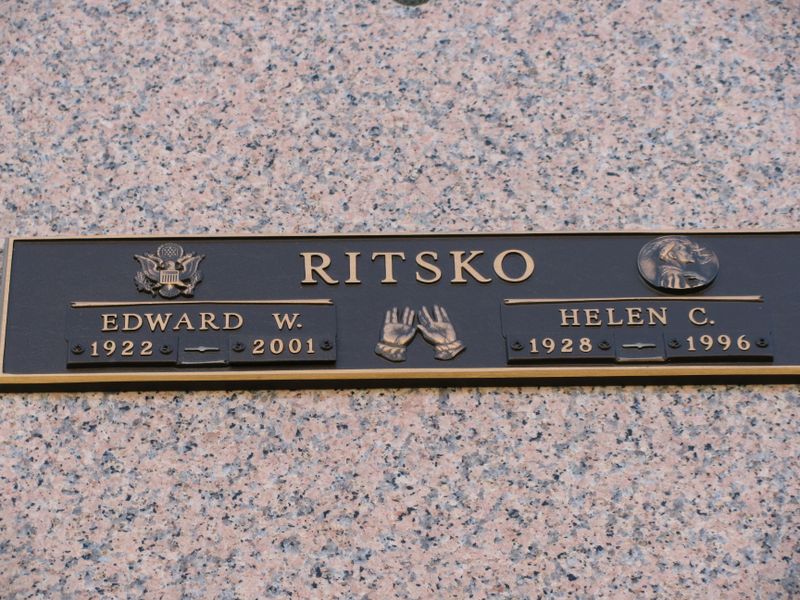 RITSKO
EDWARD W.
1922 2001
HELEN C.
1928 1996